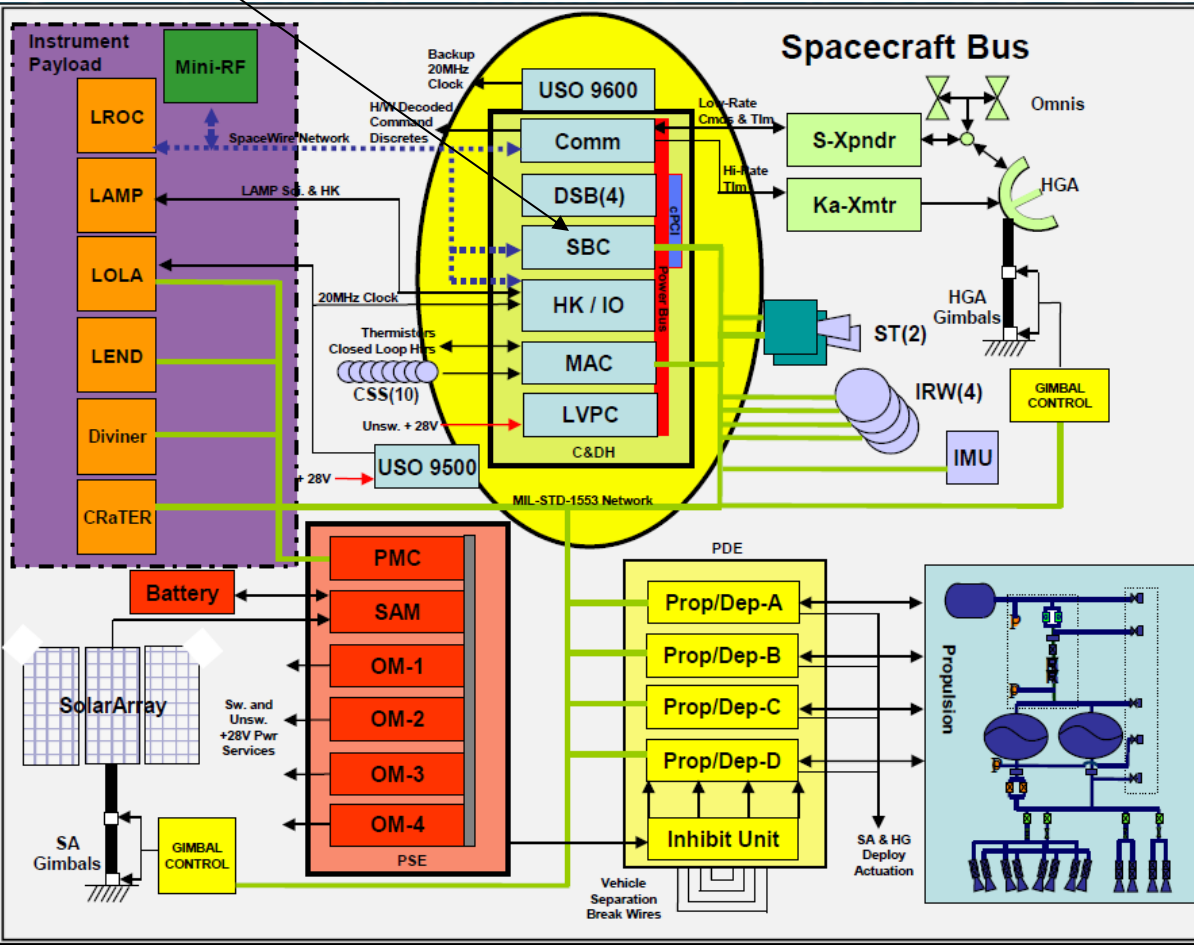 Spacecraft Bus
Instrument
Payload
Mini-RF
LROC
LAMP
LOLA
LEND
Diviner
CRaTER
SpaceWire Network
LAMP Sci. & HK
20MHz Clock
Backup
20MHz
Clock
H/W Decoded
Command
Discretes
USO 9600
Comm
DSB(4)
SBC
HK / IO
MAC
LVPC
C&DH
cPCI
Power Bus
Thermistors
Closed Loop Htrs
CSS(10)
Unsw. + 28V
USO 9500
+ 28V
MIL-STD-1553 Network
Low-Rate
Cmds & Tlm
Hi-Rate
Tlm
S-Xpndr
Ka-Xmtr
Omnis
HGA
HGA
Gimbals
ST(2)
IRW(4)
IMU
GIMBAL
CONTROL
PMC
SAM
OM-1
OM-2
OM-3
OM-4
PSE
Battery
SolarArray
Sw. and
Unsw.
+28V Pwr
Services
SA
Gimbals
GIMBAL
CONTROL
PDE
Prop/Dep-A
Prop/Dep-B
Prop/Dep-C
Prop/Dep-D
Inhibit Unit
Vehicle
Separation
Break Wires
SA & HG
Deploy
Actuation
Propulsion
P
P
P